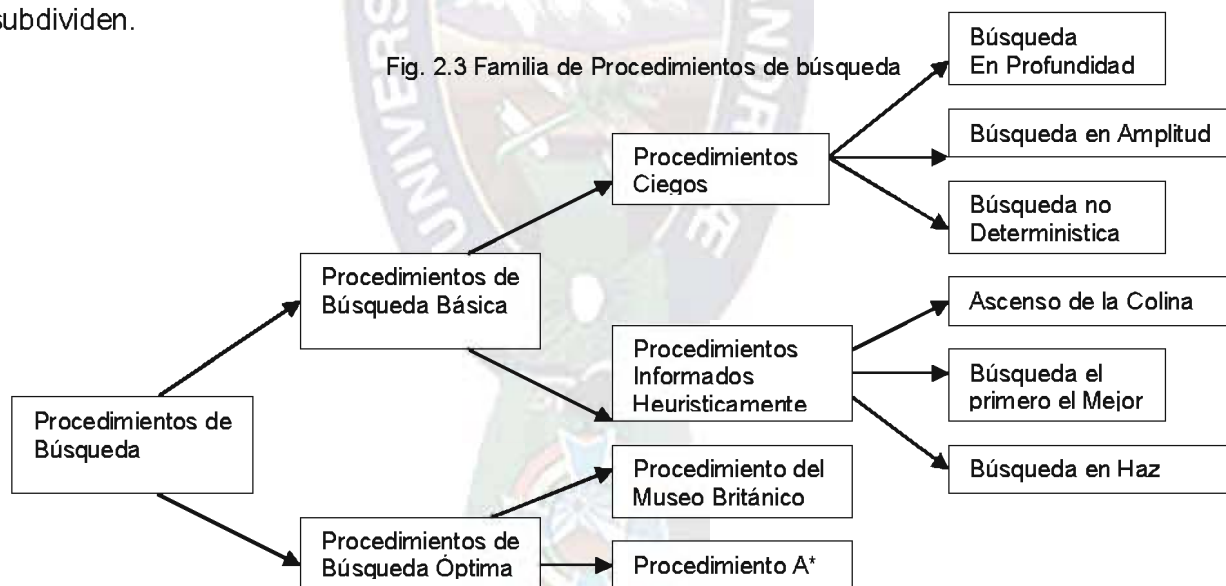 subdividen.
Fig. 2.3 Familia de Procedimientos de búsqueda
Procedimientos de
Búsqueda
Procedimientos de
Búsqueda Básica
Procedimientos de
Búsqueda Óptima
Procedimientos
Ciegos
Procedimientos
Informados
Heuristicamente
Procedimiento del
Museo Británico
Procedimiento A*
Búsqueda
En Profundidad
Búsqueda en Amplitud
Búsqueda no
Deterministica
Ascenso de la Colina
Búsqueda el
primero el Mejor
Búsqueda en Haz